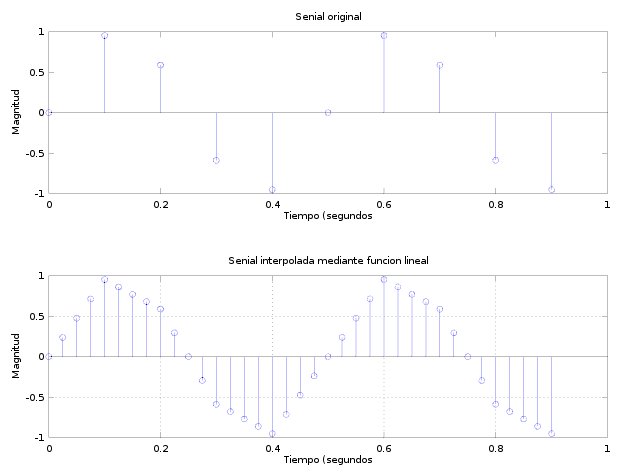 Senial original
1
0.5
0
-0.5
-1
Magnitud
0 0.2 0.4 0.6 0.8 1
Tiempo (segundos
Senial interpolada mediante funcion lineal
1
0.5
0
-0.5
-1
Magnitud
0 0.2 0.4 0.6 0.8 1
Tiempo (segundos